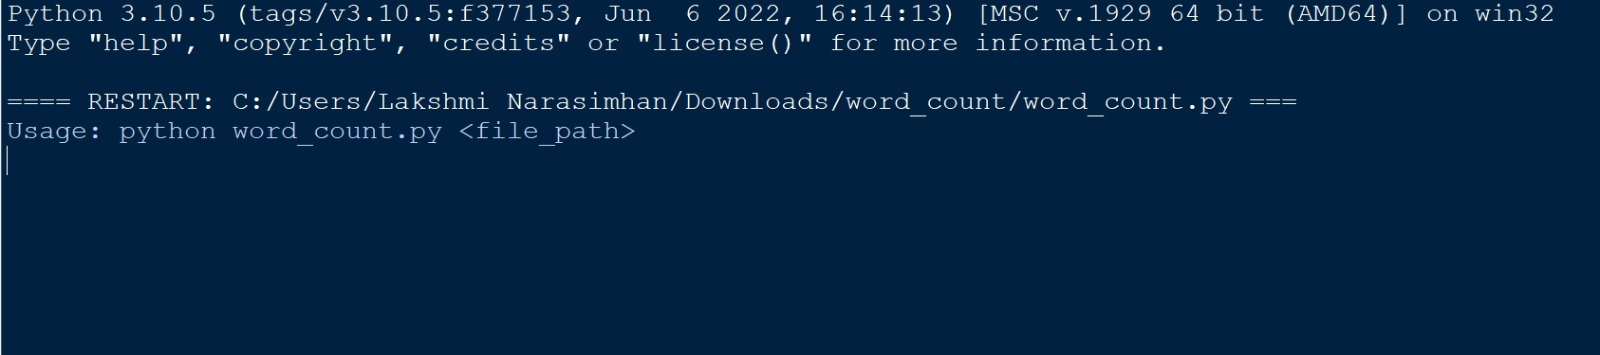 Python 3.10.5 (tags/v3.10.5:f377153, Jun  6 2022, 16:14:13) [MSC v.1929 64 bit (AMD64)] on win32
Type "help", "copyright", "credits" or "license()" for more information.
==== RESTART: C:/Users/Lakshmi Narasimhan/Downloads/word_count/word_count.py ===
Usage: python word_count.py <file_path>